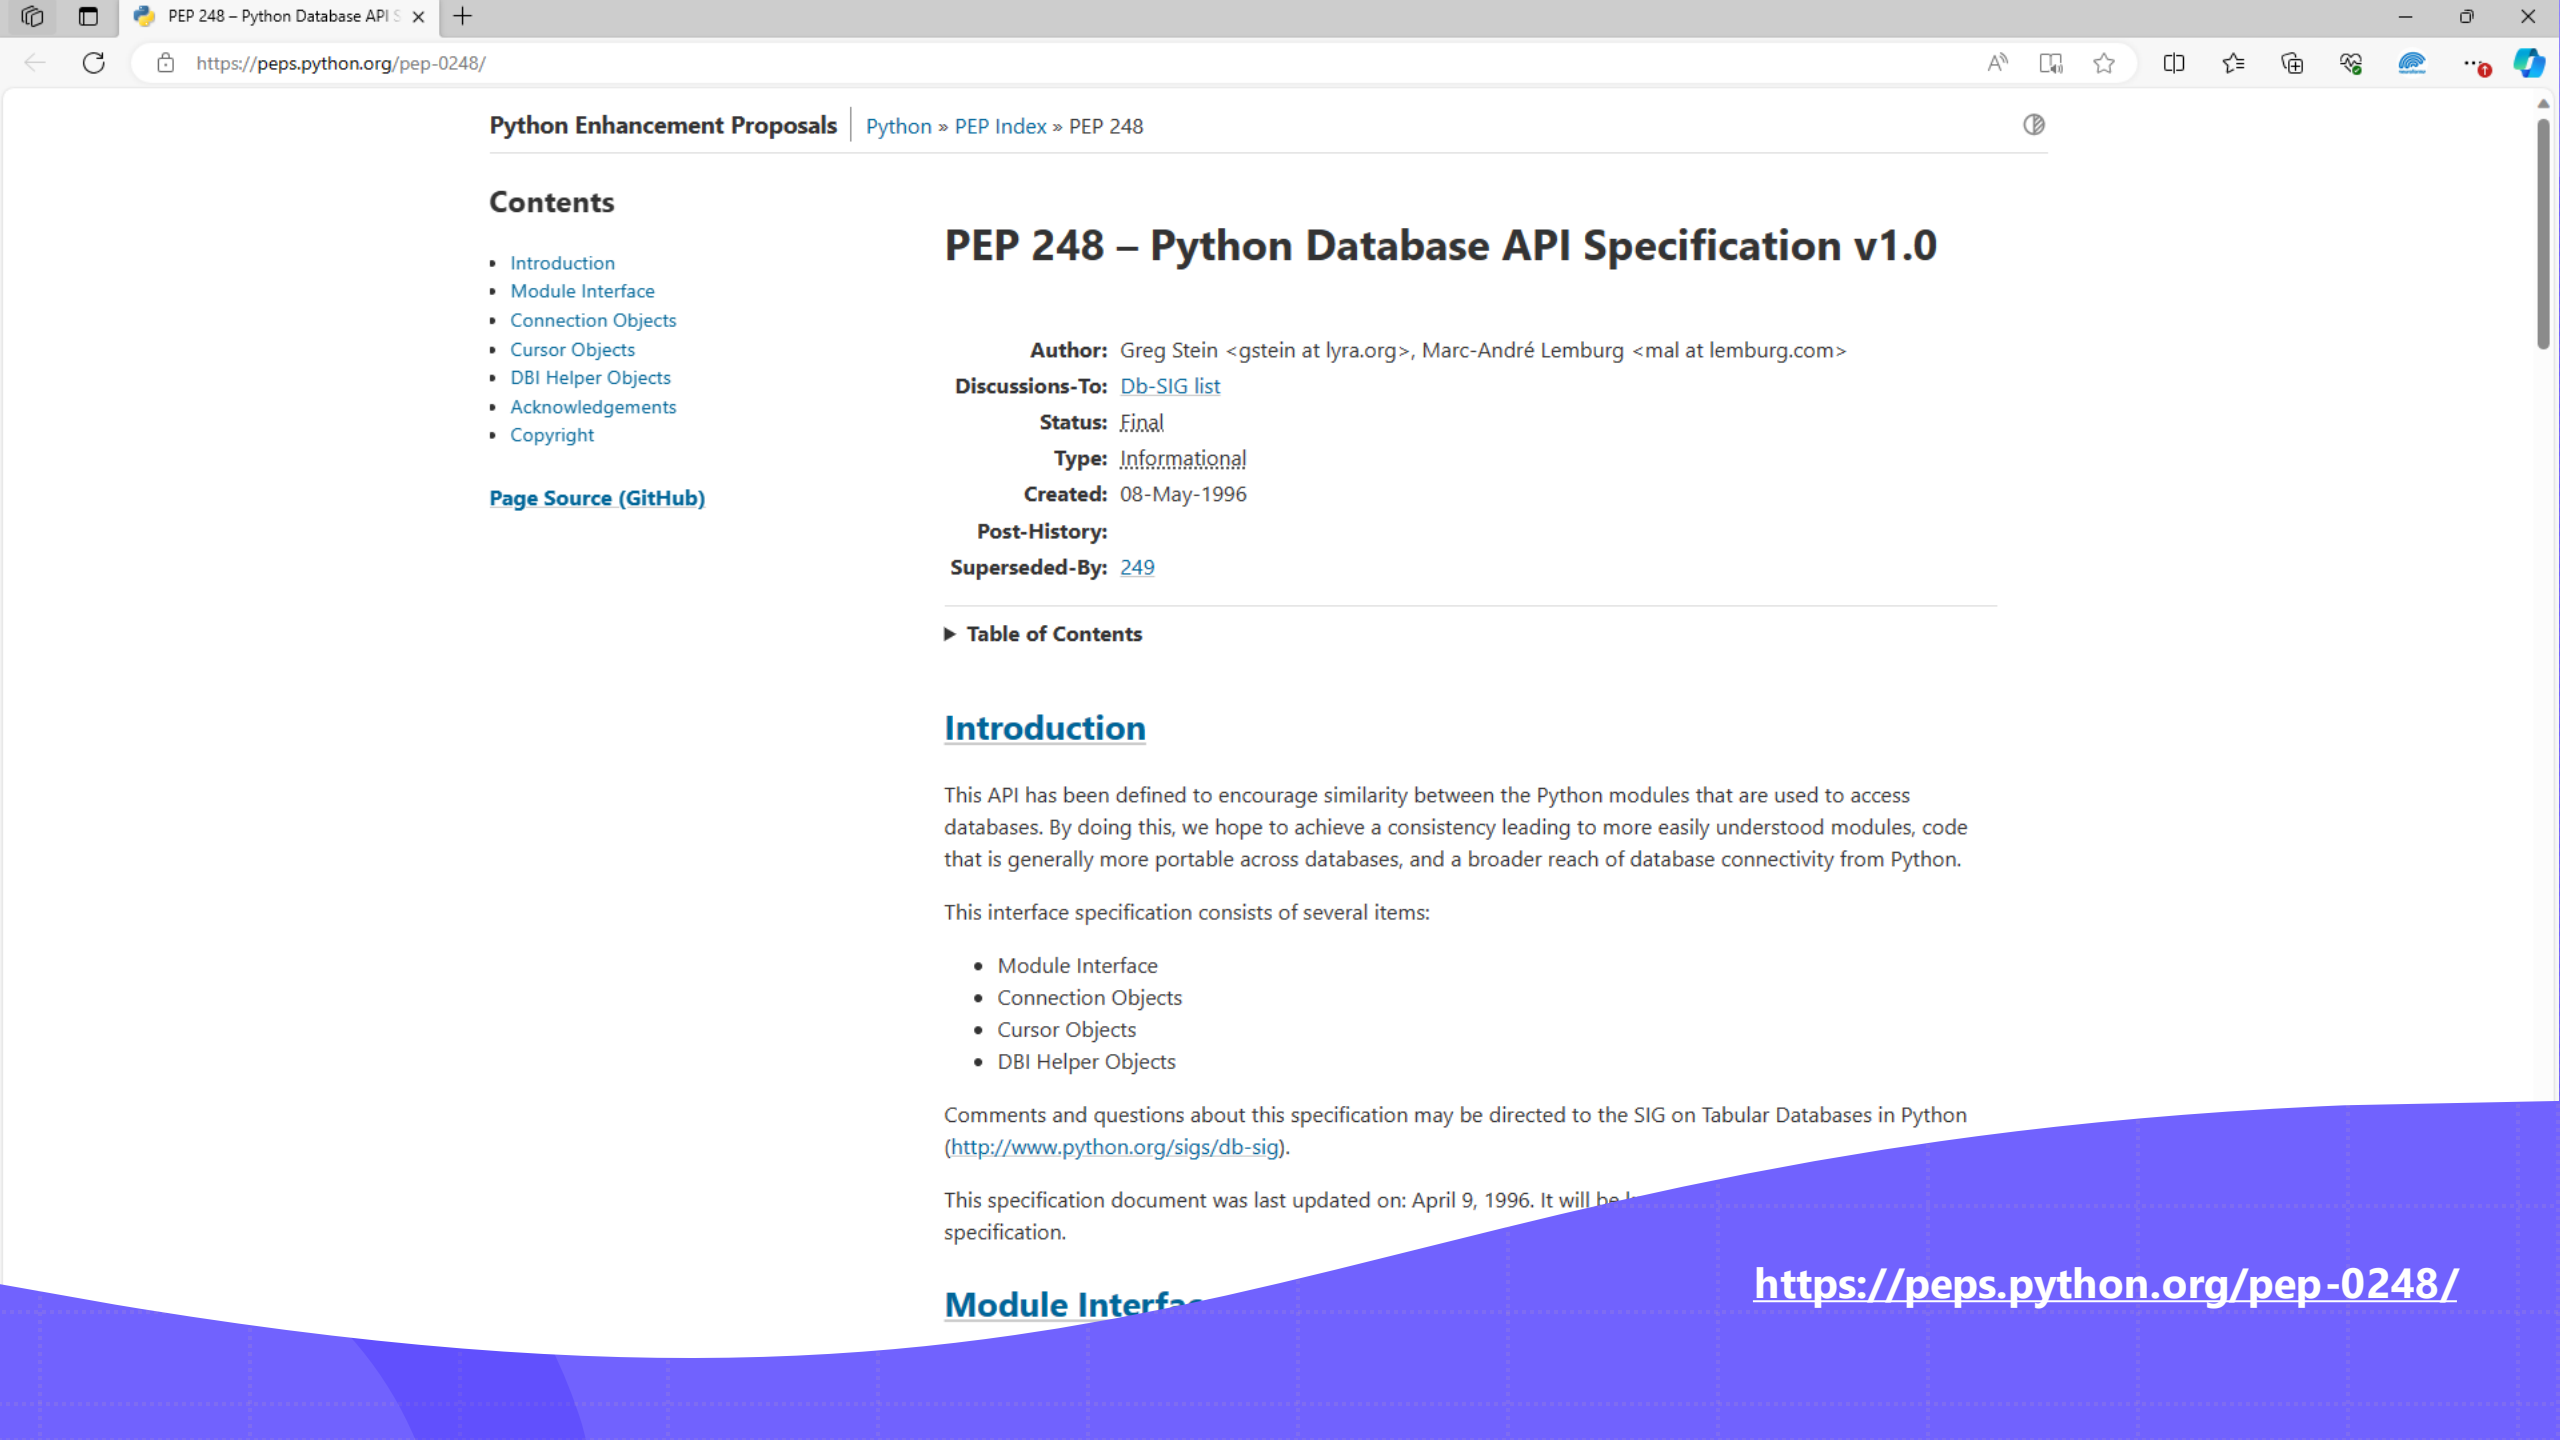 PEP 248 – Python Database API S
https://peps.python.org/pep-0248/
Python Enhancement Proposals
Python » PEP Index » PEP 248
Contents
• Introduction
• Module Interface
• Connection Objects
• Cursor Objects
• DBI Helper Objects
• Acknowledgements
• Copyright
Page Source (GitHub)
PEP 248 – Python Database API Specification v1.0
Author: Greg Stein <gstein at lyra.org>, Marc-André Lemburg <mal at lemburg.com>
Discussions-To: Db-SIG list
Status: Final
Type: Informational
Created: 08-May-1996
Post-History:
Superseded-By: 249
Table of Contents
Introduction
This API has been defined to encourage similarity between the Python modules that are used to access
databases. By doing this, we hope to achieve a consistency leading to more easily understood modules, code
that is generally more portable across databases, and a broader reach of database connectivity from Python.
This interface specification consists of several items:
• Module Interface
• Connection Objects
• Cursor Objects
• DBI Helper Objects
Comments and questions about this specification may be directed to the SIG on Tabular Databases in Python
(http://www.python.org/sigs/db-sig).
This specification document was last updated on: April 9, 1996. It will be
specification.
Module Interfac
https://peps.python.org/pep-0248/